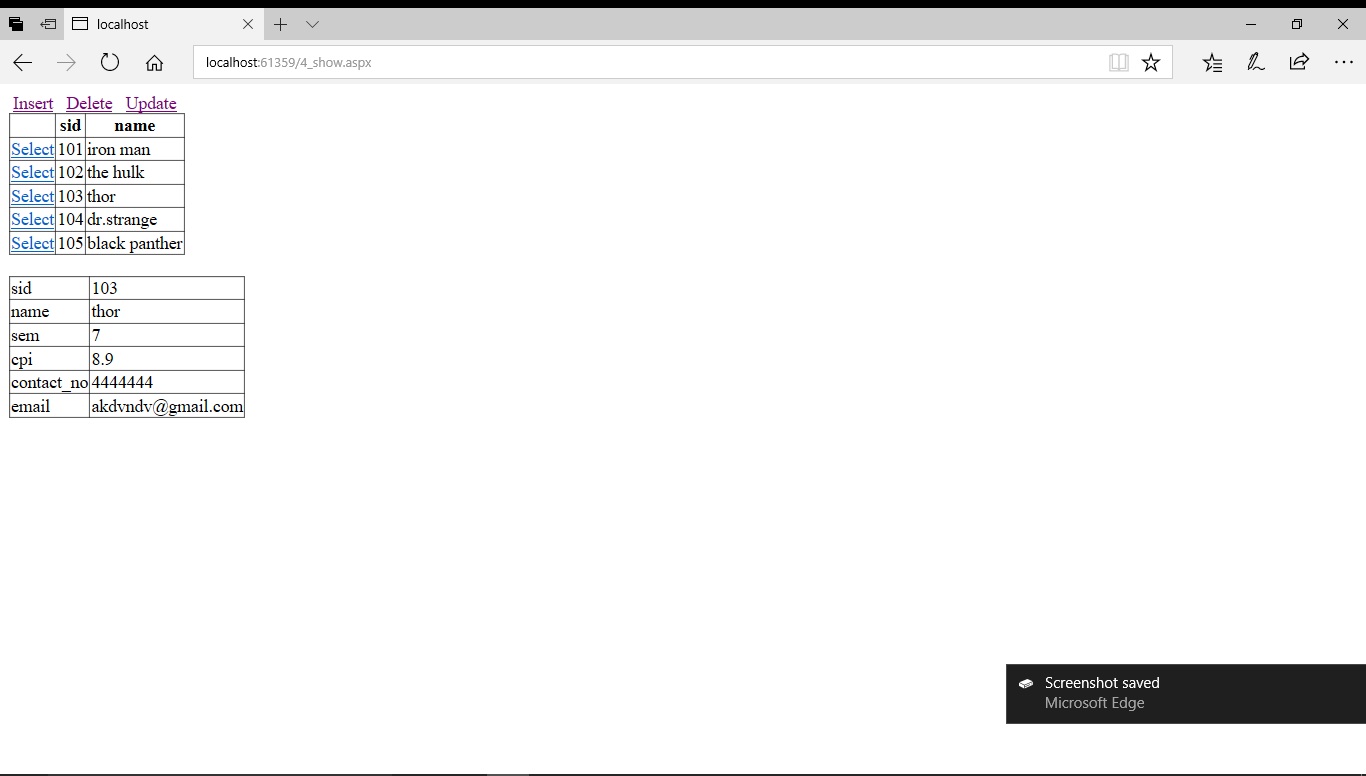 localhost
localhost:61359/4_show.aspx
Insert Delete Update
sid name
Select 101 iron man
Select 102 the hulk
Select 103 thor
Select 104 dr.strange
Select 105 black panther
sid 103
name thor
sem 7
cpi 8.9
contact_no 4444444
email akdvndv@gmail.com
Screenshot saved
Microsoft Edge